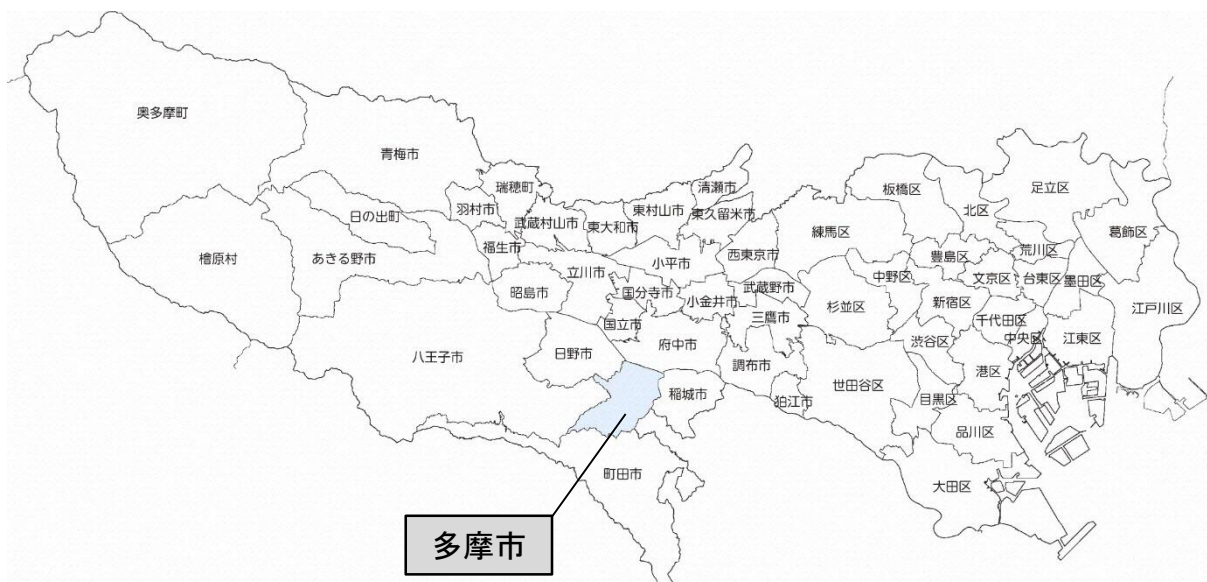 奥多摩町
青梅市
瑞穂町
清瀬市
板橋区
足立区
日の出町
羽村市
武蔵村山市
東大和市
東村山市
東久留米市
北区
檜原村
あきる野市
福生市
立川市
小平市
西東京市
練馬区
豊島区
荒川区
葛飾区
昭島市
国分寺市
小金井市
武蔵野市
中野区
文京区
台東区
墨田区
国立市
三鷹市
杉並区
新宿区
千代田区
江戸川区
八王子市
日野市
府中市
調布市
渋谷区
中央区
江東区
稲城市
狛江市
世田谷区
港区
目黒区
品川区
町田市
大田区
多摩市